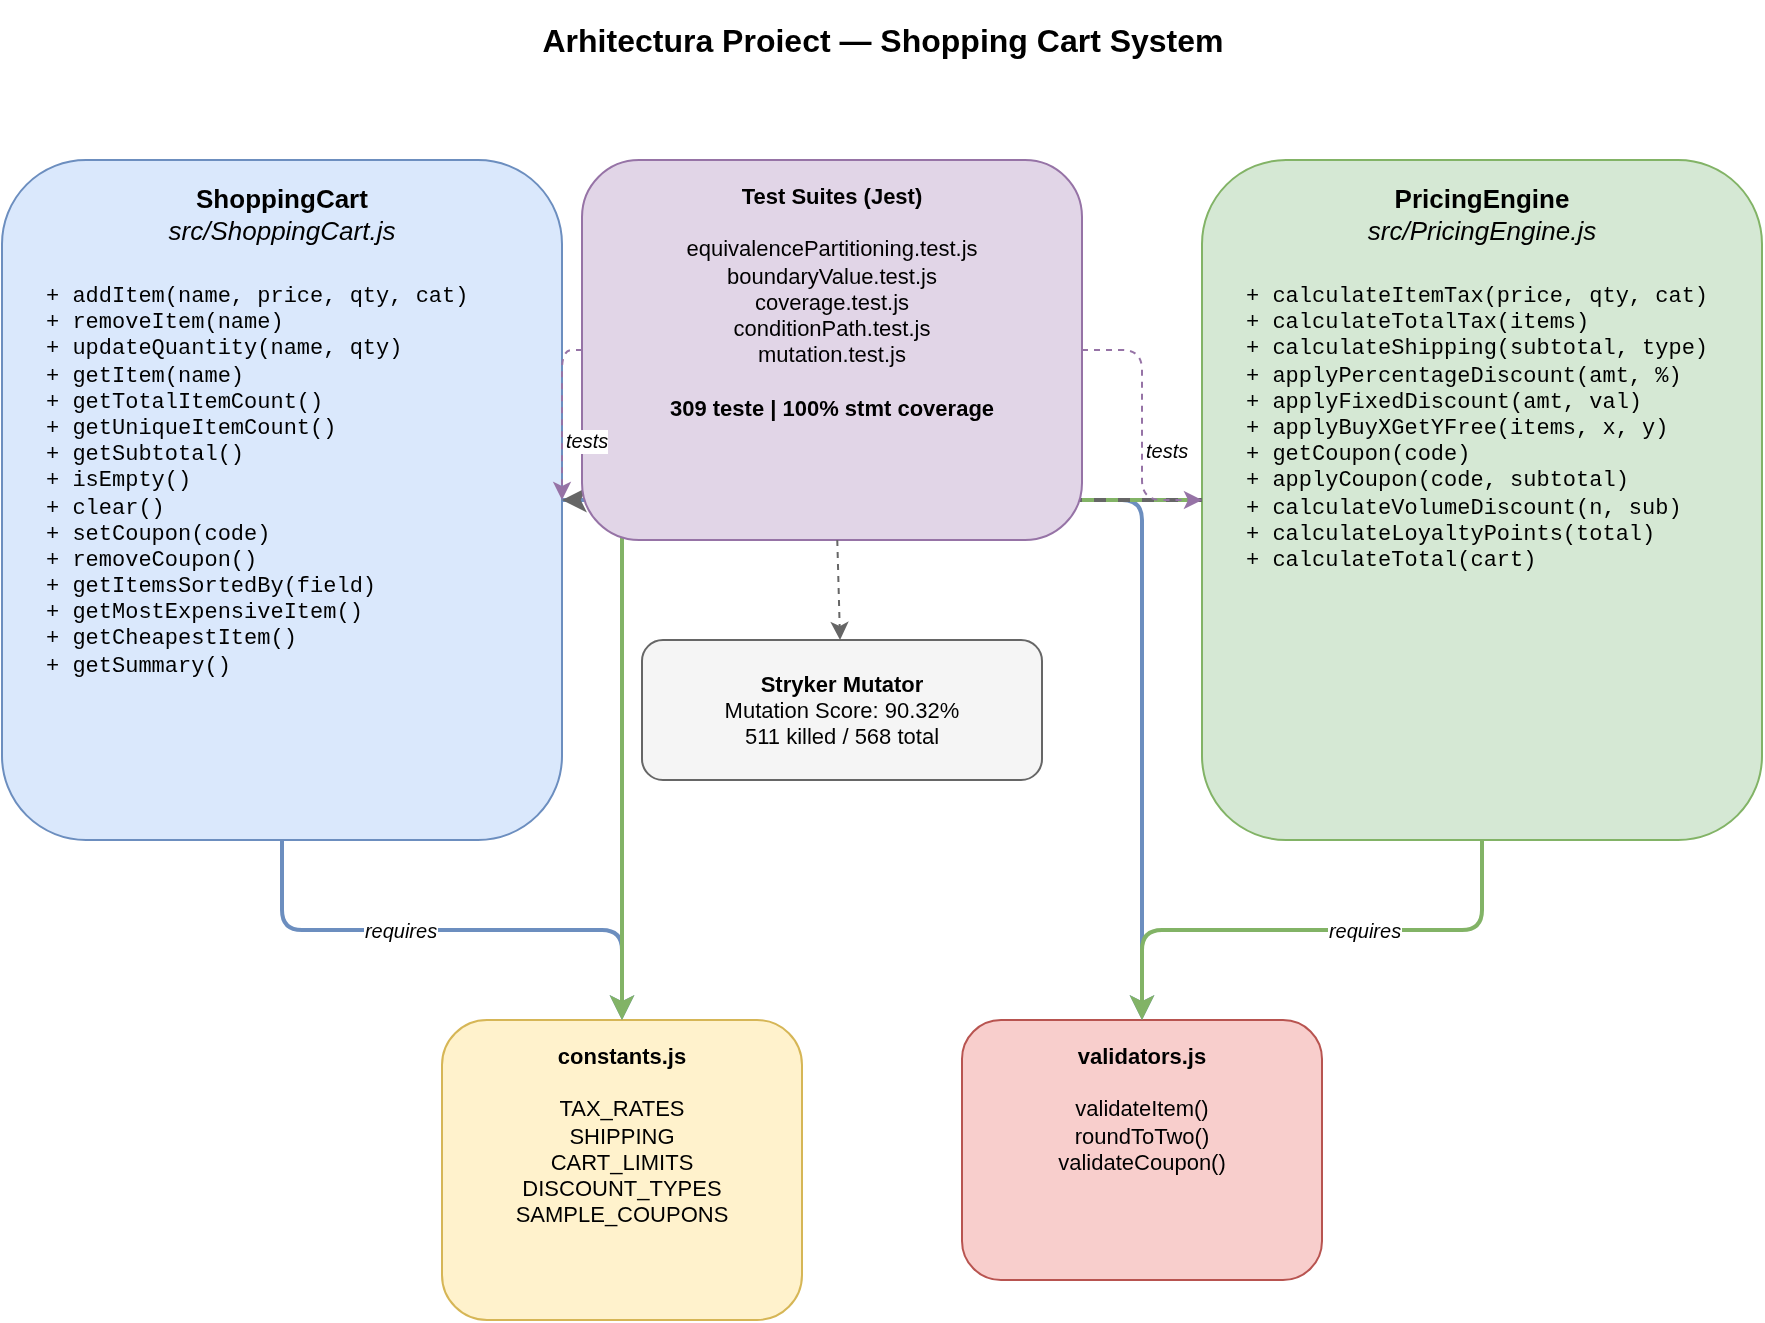 Arhitectura Proiect — Shopping Cart System
ShoppingCart
src/ShoppingCart.js
+ addItem(name, price, qty, cat)
+ removeItem(name)
+ updateQuantity(name, qty)
+ getItem(name)
+ getTotalItemCount()
+ getUniqueItemCount()
+ getSubtotal()
+ isEmpty()
+ clear()
+ setCoupon(code)
+ removeCoupon()
+ getItemsSortedBy(field)
+ getMostExpensiveItem()
+ getCheapestItem()
+ getSummary()
Test Suites (Jest)
equivalencePartitioning.test.js
boundaryValue.test.js
coverage.test.js
conditionPath.test.js
mutation.test.js
309 teste | 100% stmt coverage
tests
tests
PricingEngine
src/PricingEngine.js
+ calculateItemTax(price, qty, cat)
+ calculateTotalTax(items)
+ calculateShipping(subtotal, type)
+ applyPercentageDiscount(amt, %)
+ applyFixedDiscount(amt, val)
+ applyBuyXGetYFree(items, x, y)
+ getCoupon(code)
+ applyCoupon(code, subtotal)
+ calculateVolumeDiscount(n, sub)
+ calculateLoyaltyPoints(total)
+ calculateTotal(cart)
Stryker Mutator
Mutation Score: 90.32%
511 killed / 568 total
requires
requires
constants.js
TAX_RATES
SHIPPING
CART_LIMITS
DISCOUNT_TYPES
SAMPLE_COUPONS
validators.js
validateItem()
roundToTwo()
validateCoupon()